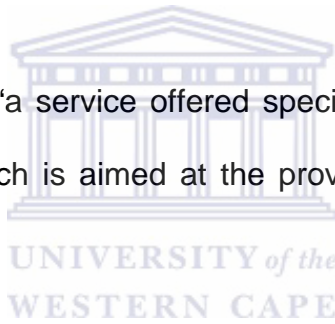 ‘a service offered speci
ch is aimed at the prov
UNIVERSITY of the
WESTERN CAPE